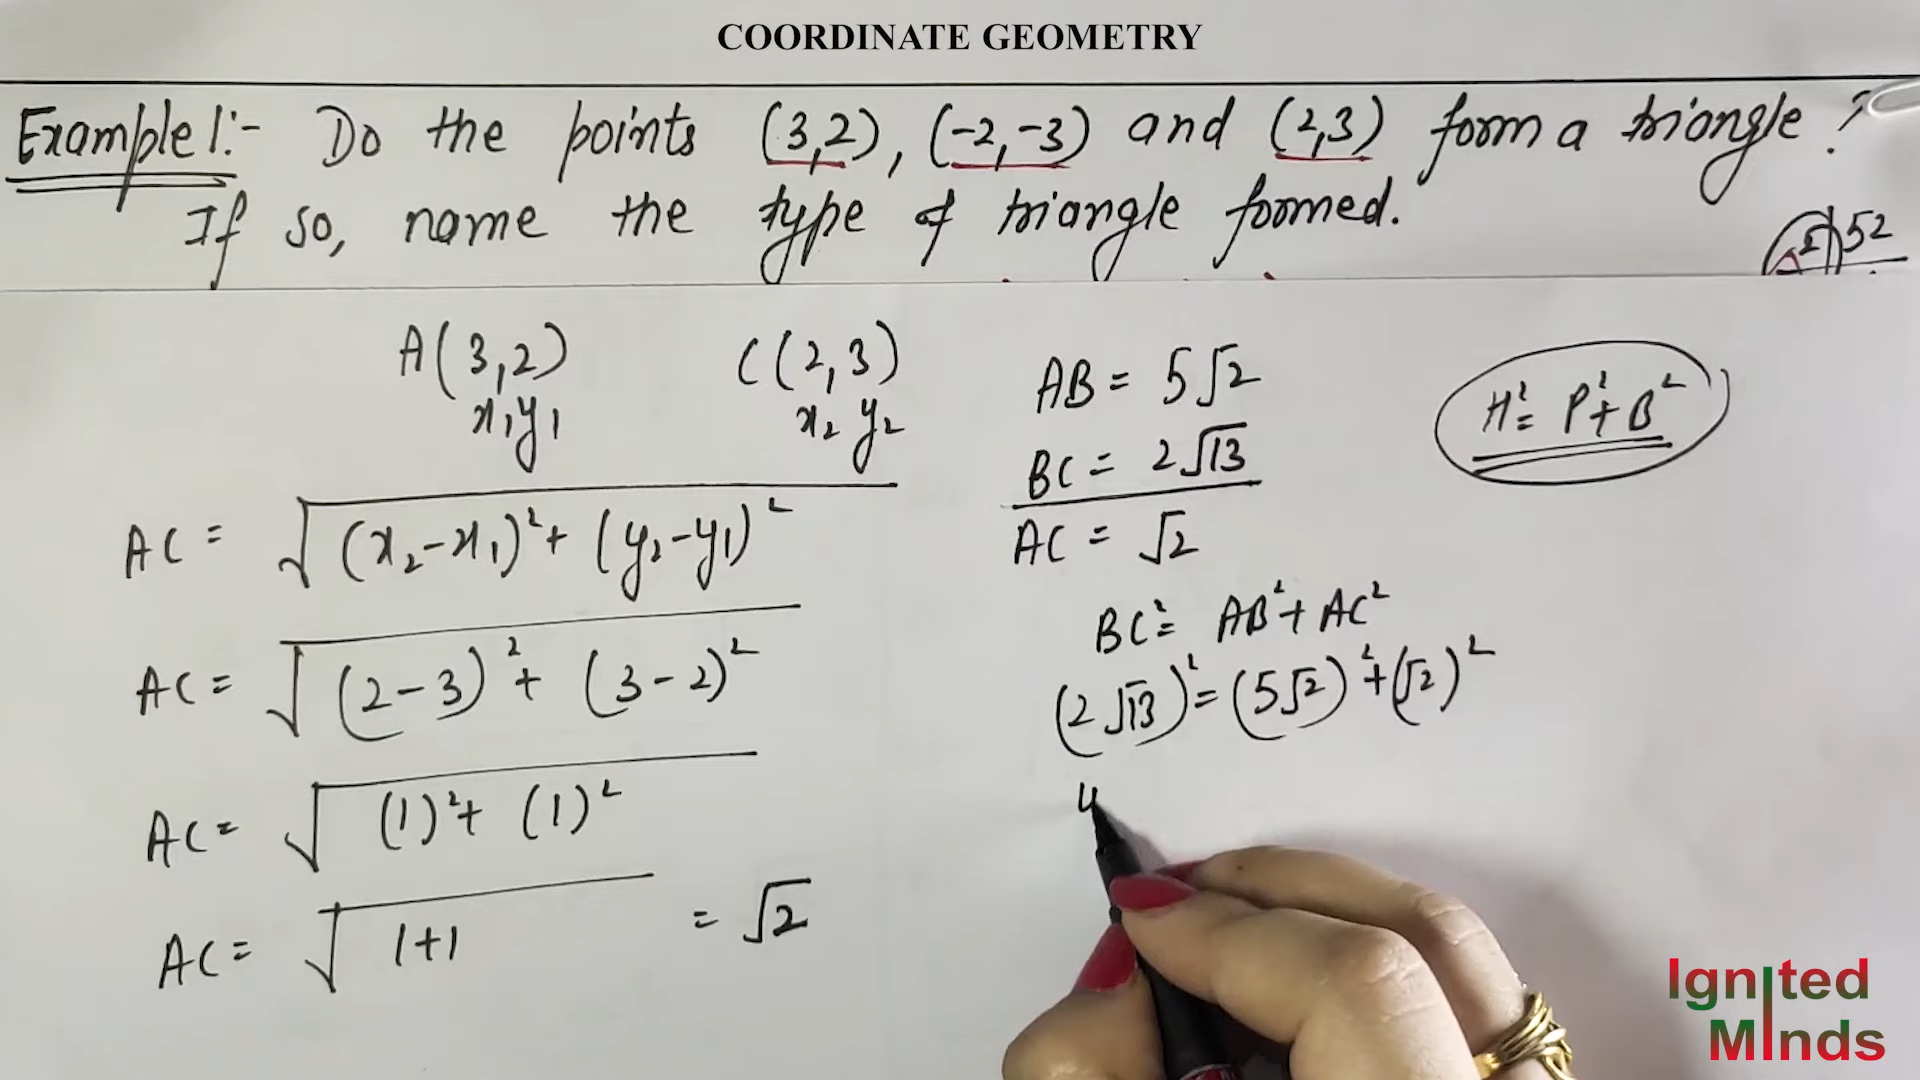 COORDINATE GEOMETRY
Example 1:- Do the points (3,2), (-2,-3) and (2,3) form a triangle?
If so, name the type of triangle formed.
52
A(3,2) C(2,3)
x₁y₁ x₂ y₂
AC = √(x₂-x₁)²+(y₂-y₁)²
AC = √(2-3)²+(3-2)²
AC = √(1)²+(1)²
AC = √1+1 = √2
AB = 5√2
BC = 2√13
AC = √2
BC² = AB²+AC²
(2√13)² = (5√2)²+(√2)²
4
H² = P²+B²
Ignited
Minds